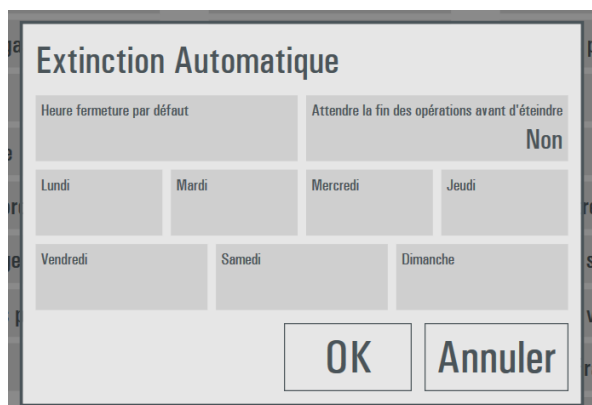 Extinction Automatique
Heure fermeture par défaut
Attendre la fin des opérations avant d'éteindre
Non
Lundi
Mardi
Mercredi
Jeudi
Vendredi
Samedi
Dimanche
OK
Annuler